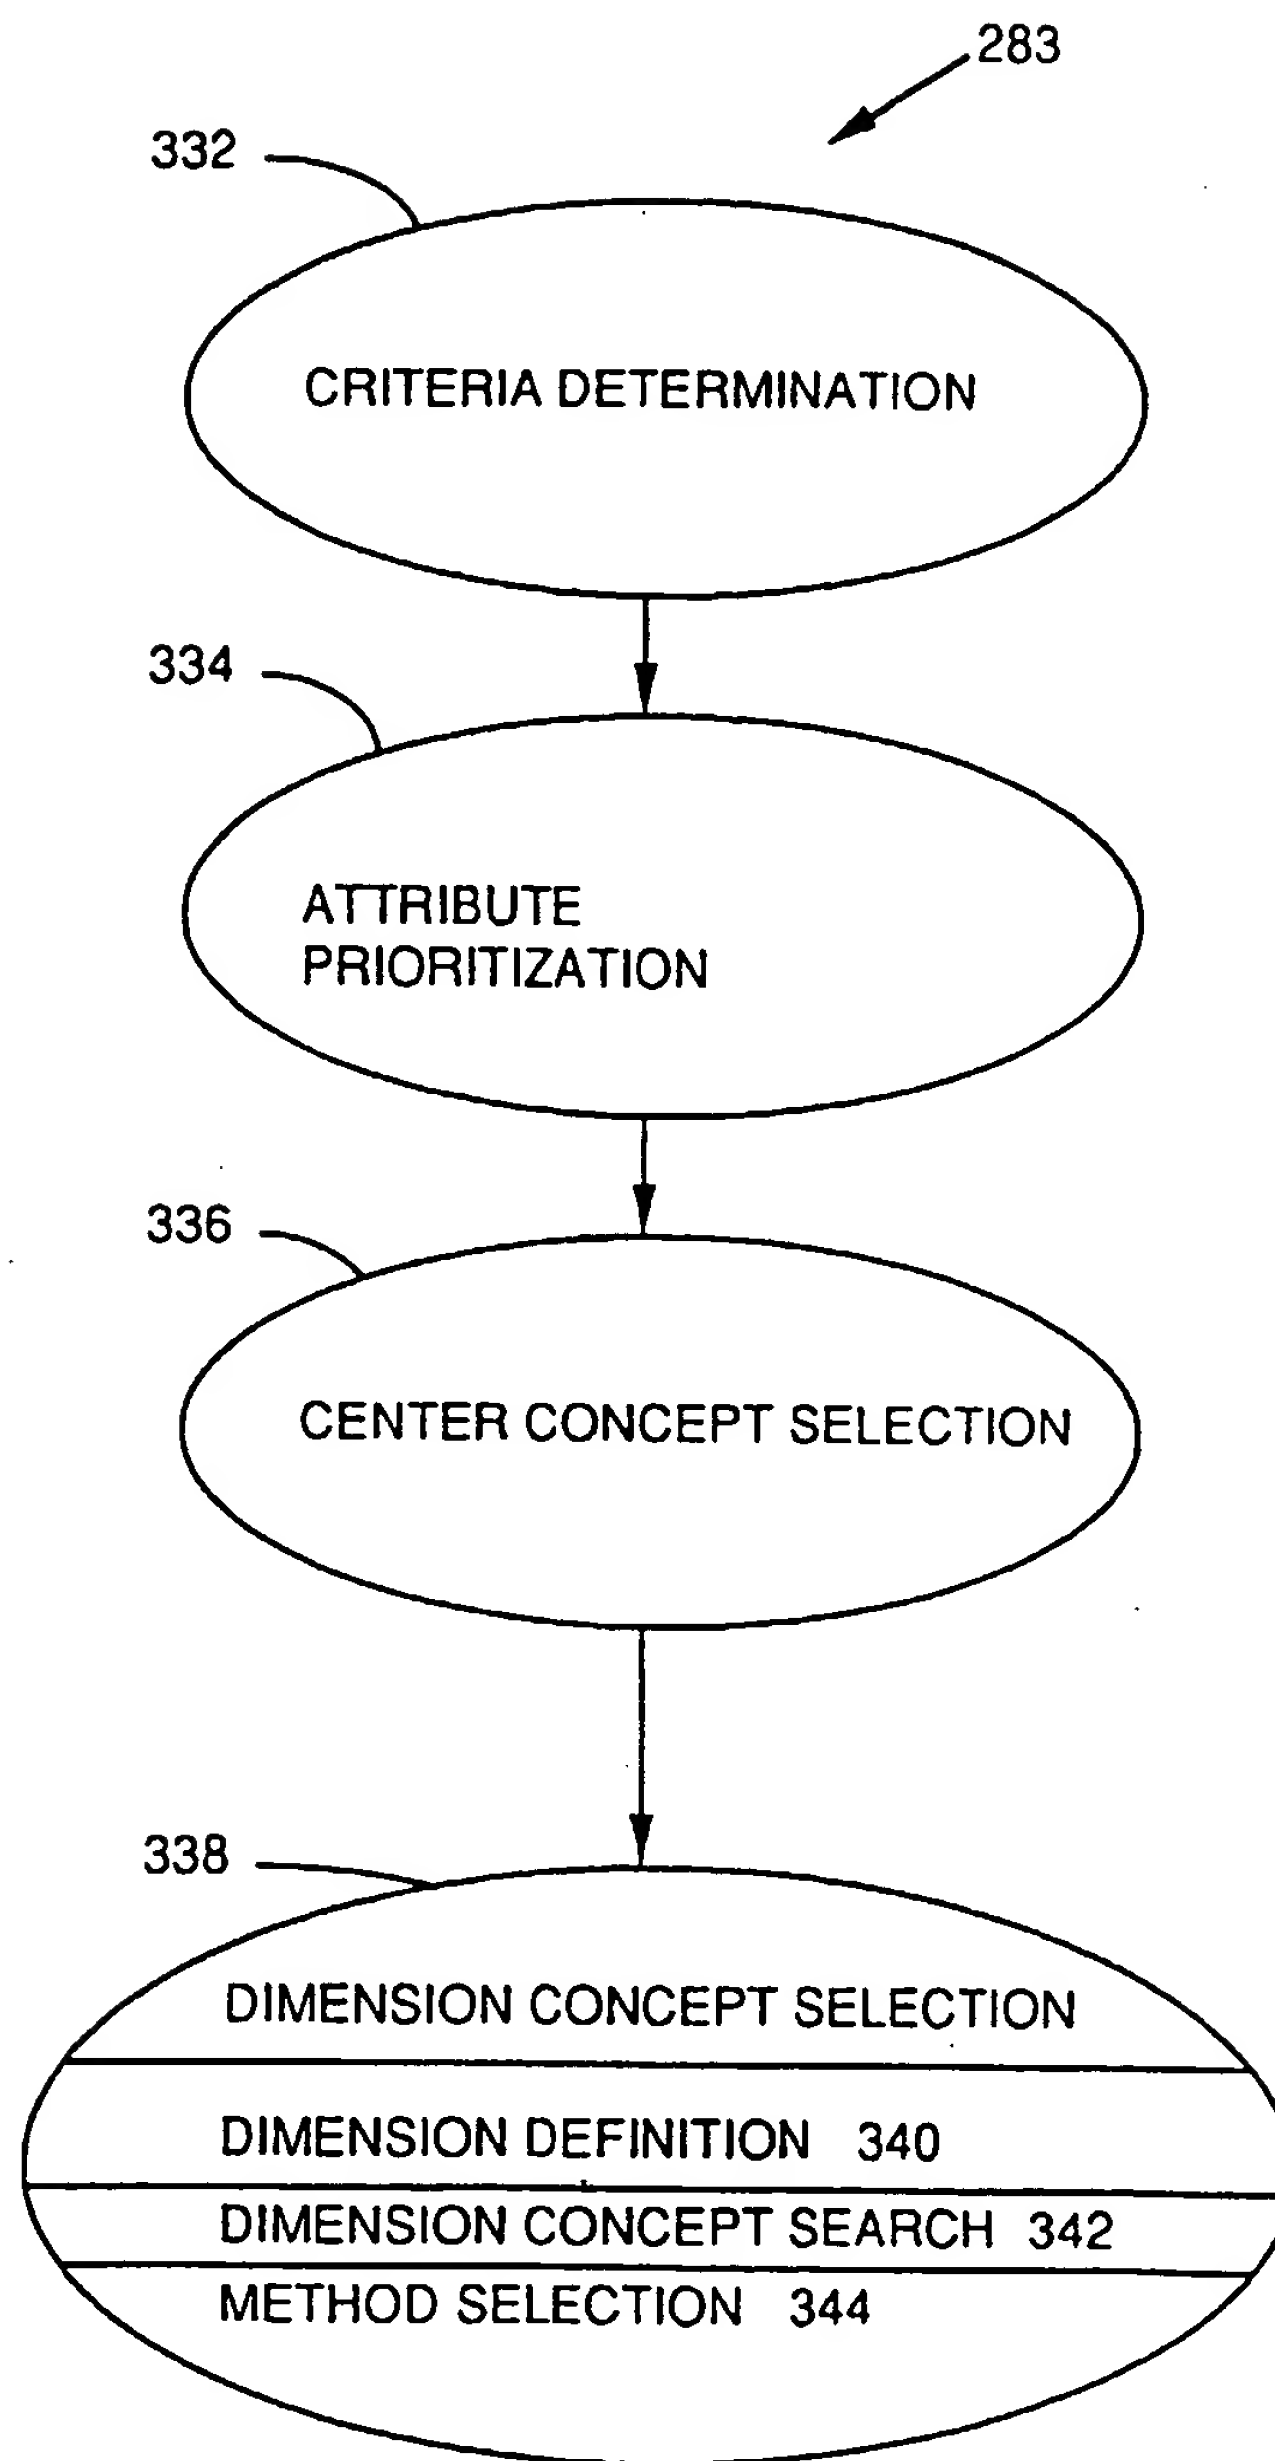 283
332
CRITERIA DETERMINATION
334
ATTRIBUTE
PRIORITIZATION
336
CENTER CONCEPT SELECTION
338
DIMENSION CONCEPT SELECTION
DIMENSION DEFINITION 340
DIMENSION CONCEPT SEARCH 342
METHOD SELECTION 344